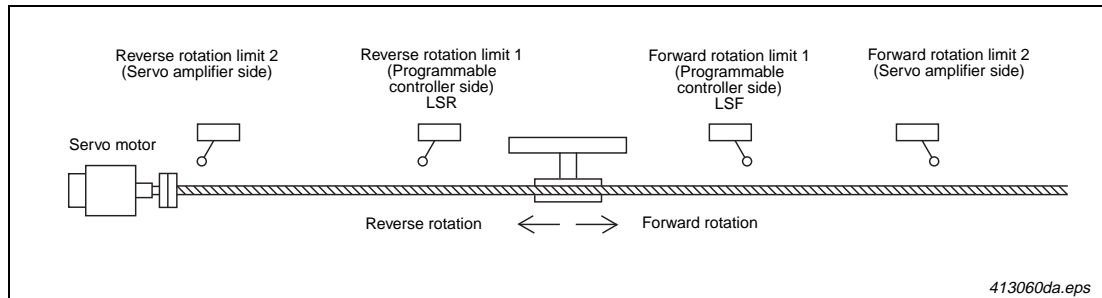 Reverse rotation limit 2
(Servo amplifier side)
Reverse rotation limit 1
(Programmable
controller side)
LSR
Forward rotation limit 1
(Programmable
controller side)
LSF
Forward rotation limit 2
(Servo amplifier side)
Servo motor
Reverse rotation
Forward rotation
413060da.eps